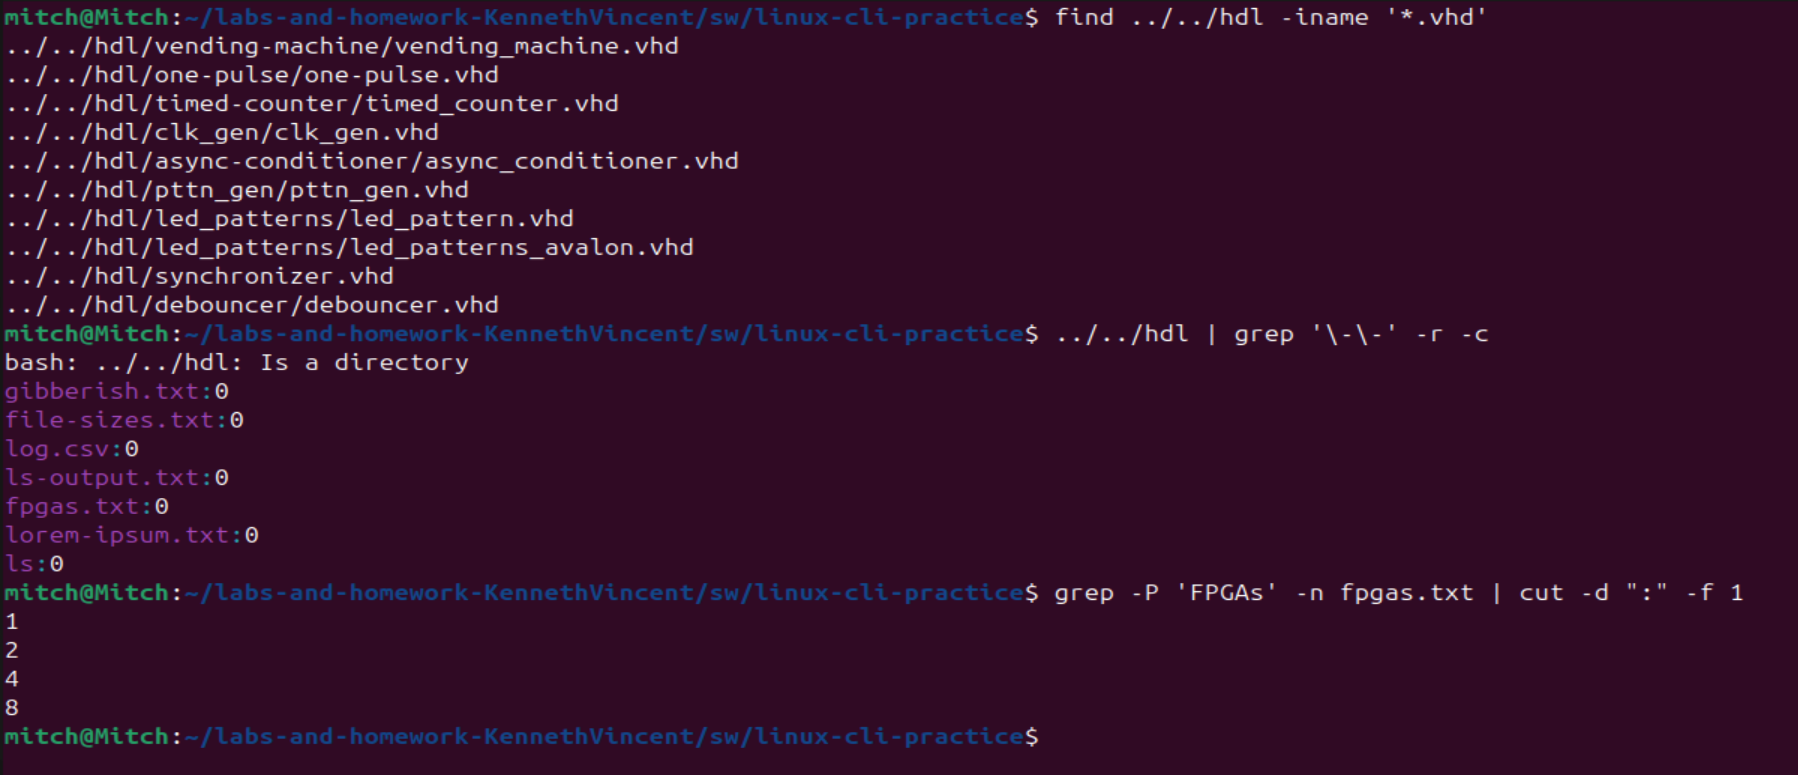 mitch@Mitch:~/labs-and-homework-KennethVincent/sw/linux-cli-practice$ find ../../hdl -iname '*.vhd'
../../hdl/vending-machine/vending_machine.vhd
../../hdl/one-pulse/one-pulse.vhd
../../hdl/timed-counter/timed_counter.vhd
../../hdl/clk_gen/clk_gen.vhd
../../hdl/async-conditioner/async_conditioner.vhd
../../hdl/pttn_gen/pttn_gen.vhd
../../hdl/led_patterns/led_pattern.vhd
../../hdl/led_patterns/led_patterns_avalon.vhd
../../hdl/synchronizer.vhd
../../hdl/debouncer/debouncer.vhd
mitch@Mitch:~/labs-and-homework-KennethVincent/sw/linux-cli-practice$ ../../hdl | grep '\-\-' -r -c
bash: ../../hdl: Is a directory
gibberish.txt:0
file-sizes.txt:0
log.csv:0
ls-output.txt:0
fpgas.txt:0
lorem-ipsum.txt:0
ls:0
mitch@Mitch:~/labs-and-homework-KennethVincent/sw/linux-cli-practice$ grep -P 'FPGAs' -n fpgas.txt | cut -d ":" -f 1
1
2
4
8
mitch@Mitch:~/labs-and-homework-KennethVincent/sw/linux-cli-practice$